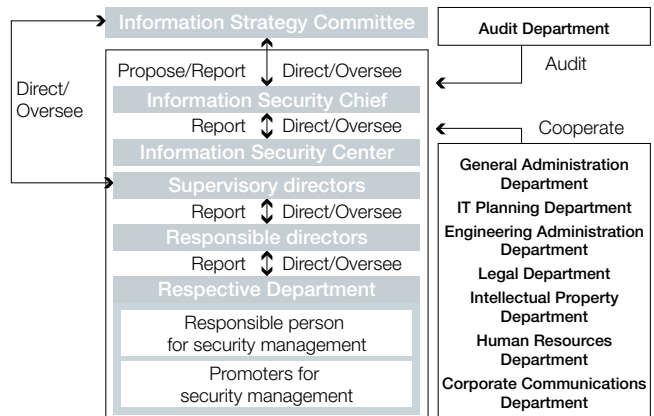 Information Strategy Committee
Direct/
Oversee
Propose/Report Direct/Oversee
Information Security Chief
Report Direct/Oversee
Information Security Center
Supervisory directors
Report Direct/Oversee
Responsible directors
Report Direct/Oversee
Respective Department
Responsible person
for security management
Promoters for
security management
Audit Department
Audit
Cooperate
General Administration
Department
IT Planning Department
Engineering Administration
Department
Legal Department
Intellectual Property
Department
Human Resources
Department
Corporate Communications
Department